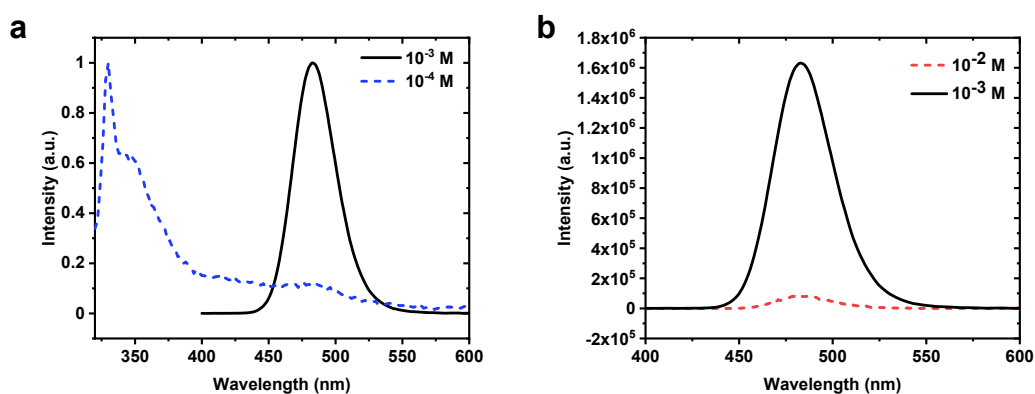 a
10⁻³ M
10⁻⁴ M
1
0.8
0.6
0.4
0.2
0
350
400
450
500
550
600
Intensity (a.u.)
Wavelength (nm)
b
10⁻² M
10⁻³ M
1.8x10⁶
1.6x10⁶
1.4x10⁶
1.2x10⁶
1x10⁶
8x10⁵
6x10⁵
4x10⁵
2x10⁵
0
-2x10⁵
400
450
500
550
600
Intensity (a.u.)
Wavelength (nm)